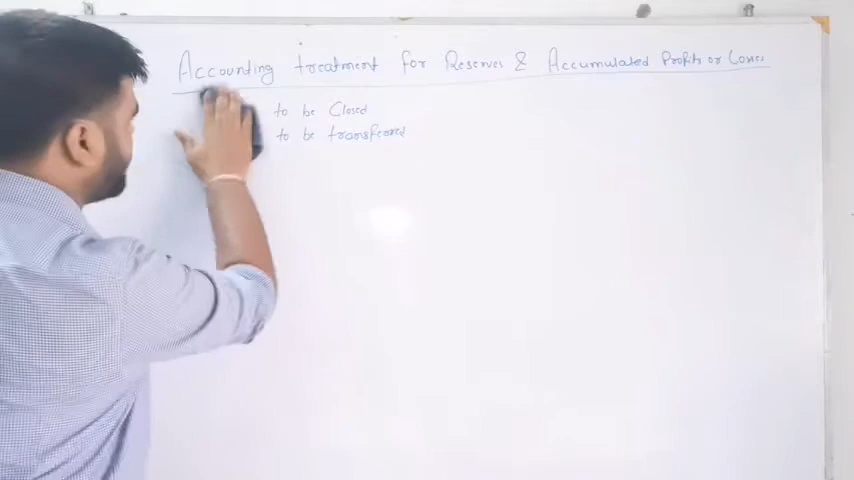 Accounting treatment for Reserves & Accumulated Profits or Losses
to be Closed
to be transferred